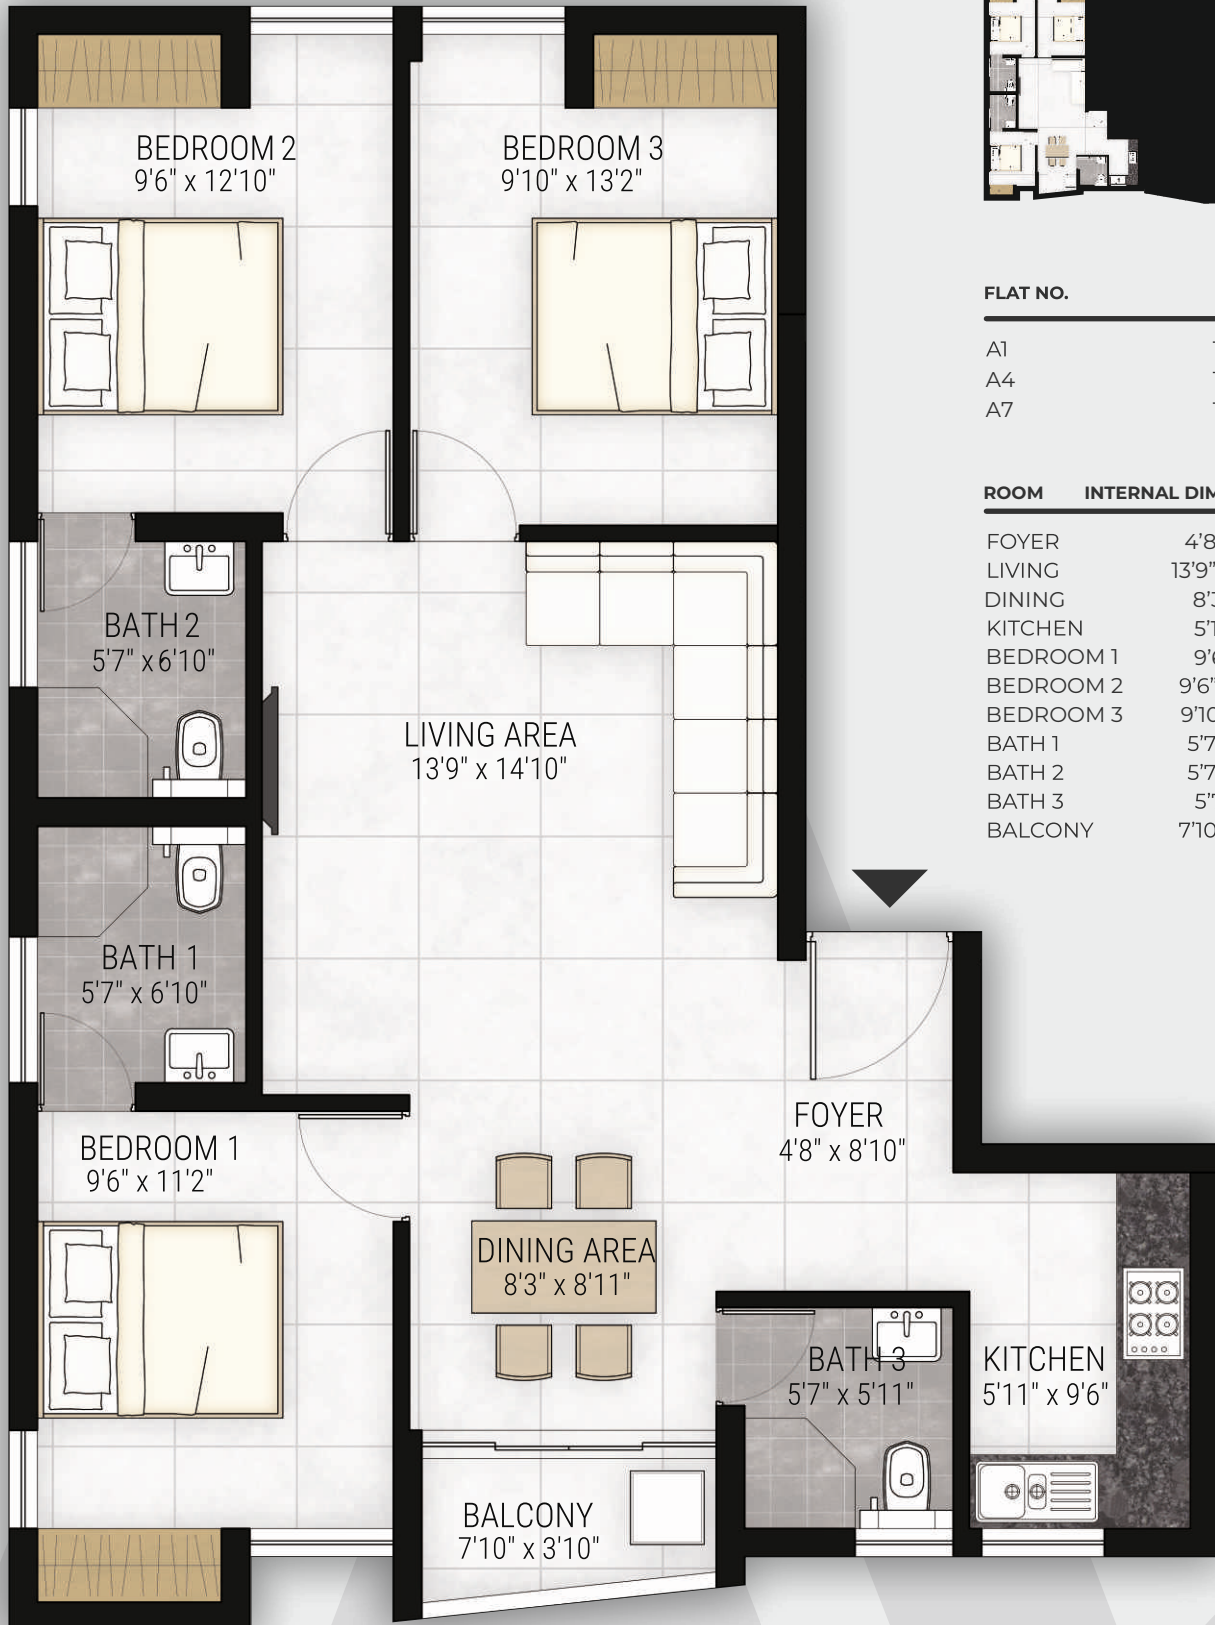 BEDROOM 2
9'6" x 12'10"
BEDROOM 3
9'10" x 13'2"
BATH 2
5'7" x 6'10"
LIVING AREA
13'9" x 14'10"
BATH 1
5'7" x 6'10"
BEDROOM 1
9'6" x 11'2"
FOYER
4'8" x 8'10"
DINING AREA
8'3" x 8'11"
BATH 3
5'7" x 5'11"
KITCHEN
5'11" x 9'6"
BALCONY
7'10" x 3'10"
FLAT NO.
A1
A4
A7
ROOM INTERNAL
FOYER 4'8
LIVING 13'9"
DINING
KITCHEN
BEDROOM 1
BEDROOM 2 9'6"
BEDROOM 3 9'10
BATH 1 5'7
BATH 2 5'7
BATH 3
BALCONY 7'10